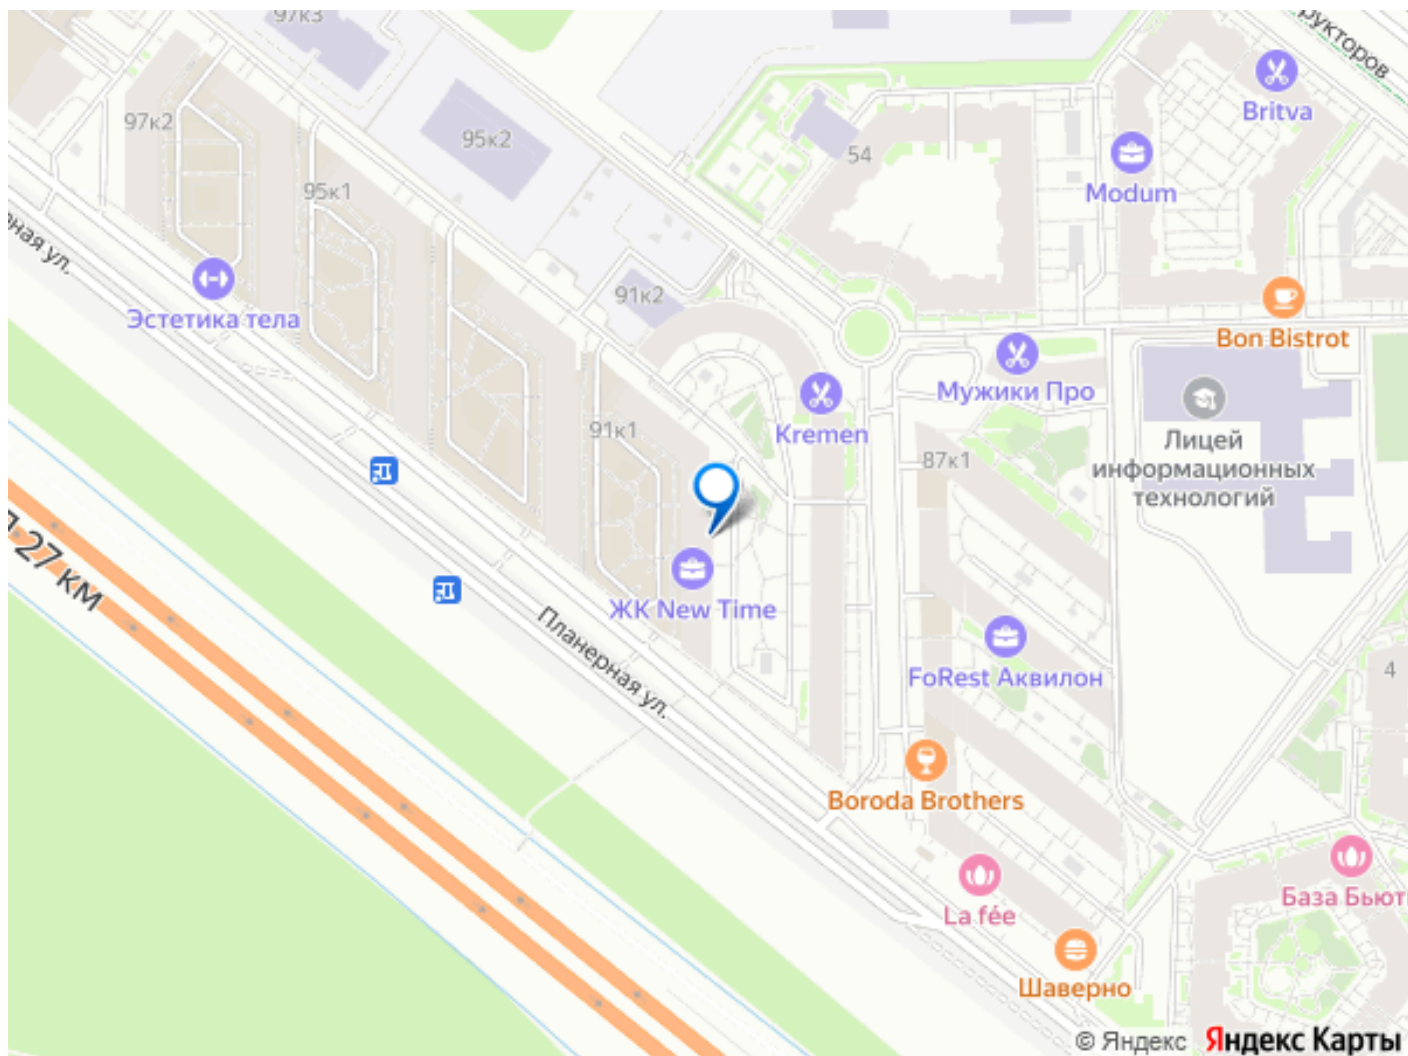 97к3
рукторов
Britva
97к2
95к2
54
Modum
95к1
ная ул.
Эстетика тела
91к2
Bon Bistrot
Мужики Про
Kremen
91к1
87к1
Лицей
информационных
технологий
27 км
ЖК New Time
Планерная ул.
FoRest Аквилон
4
Boroda Brothers
La fée
База Бьют
Шаверно
© Яндекс Яндекс Карты